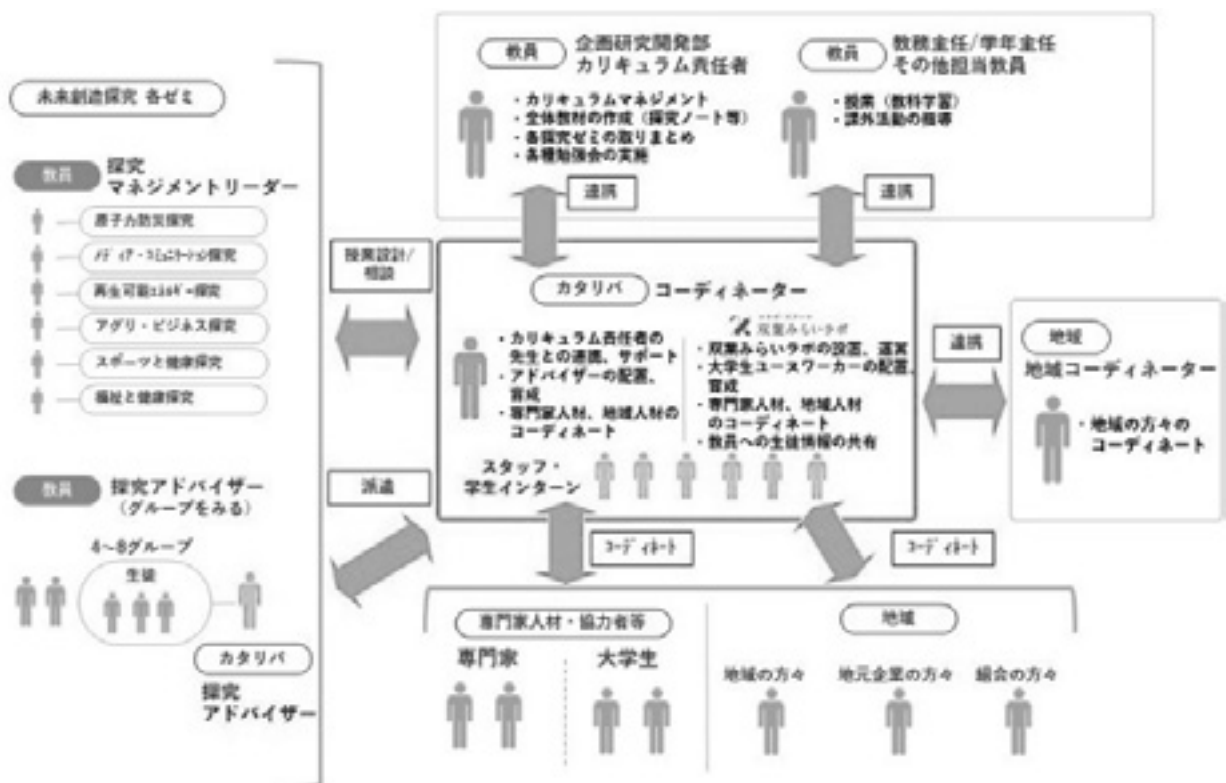 教員
企画研究開発部
カリキュラム責任者
・カリキュラムマネジメント
・全体教材の作成（探究ノート等）
・各探究ゼミの取りまとめ
・各種勉強会の実施
教員
教務主任/学年主任
その他担当教員
・授業（教科学習）
・課外活動の指導
連携
連携
未来創造探究 各ゼミ
教員
探究
マネジメントリーダー
原子力防災探究
メディア・コミュニケーション探究
再生可能エネルギー探究
アグリ・ビジネス探究
スポーツと健康探究
福祉と健康探究
授業設計/
相談
カタリバ
コーディネーター
・カリキュラム責任者の
先生との連携、サポート
・アドバイザーの配置、
育成
・専門家人材、地域人材の
コーディネート
双葉みらいラボ
・双葉みらいラボの設置、運営
・大学生ユースワーカーの配置、
育成
・専門家人材、地域人材
のコーディネート
・教員への生徒情報の共有
スタッフ・
学生インターン
連携
地域
地域コーディネーター
・地域の方々の
コーディネート
教員
探究アドバイザー
（グループをみる）
4～8グループ
生徒
カタリバ
探究
アドバイザー
派遣
コーディネート
コーディネート
専門家人材・協力者等
専門家
大学生
地域
地域の方々
地元企業の方々
組会の方々